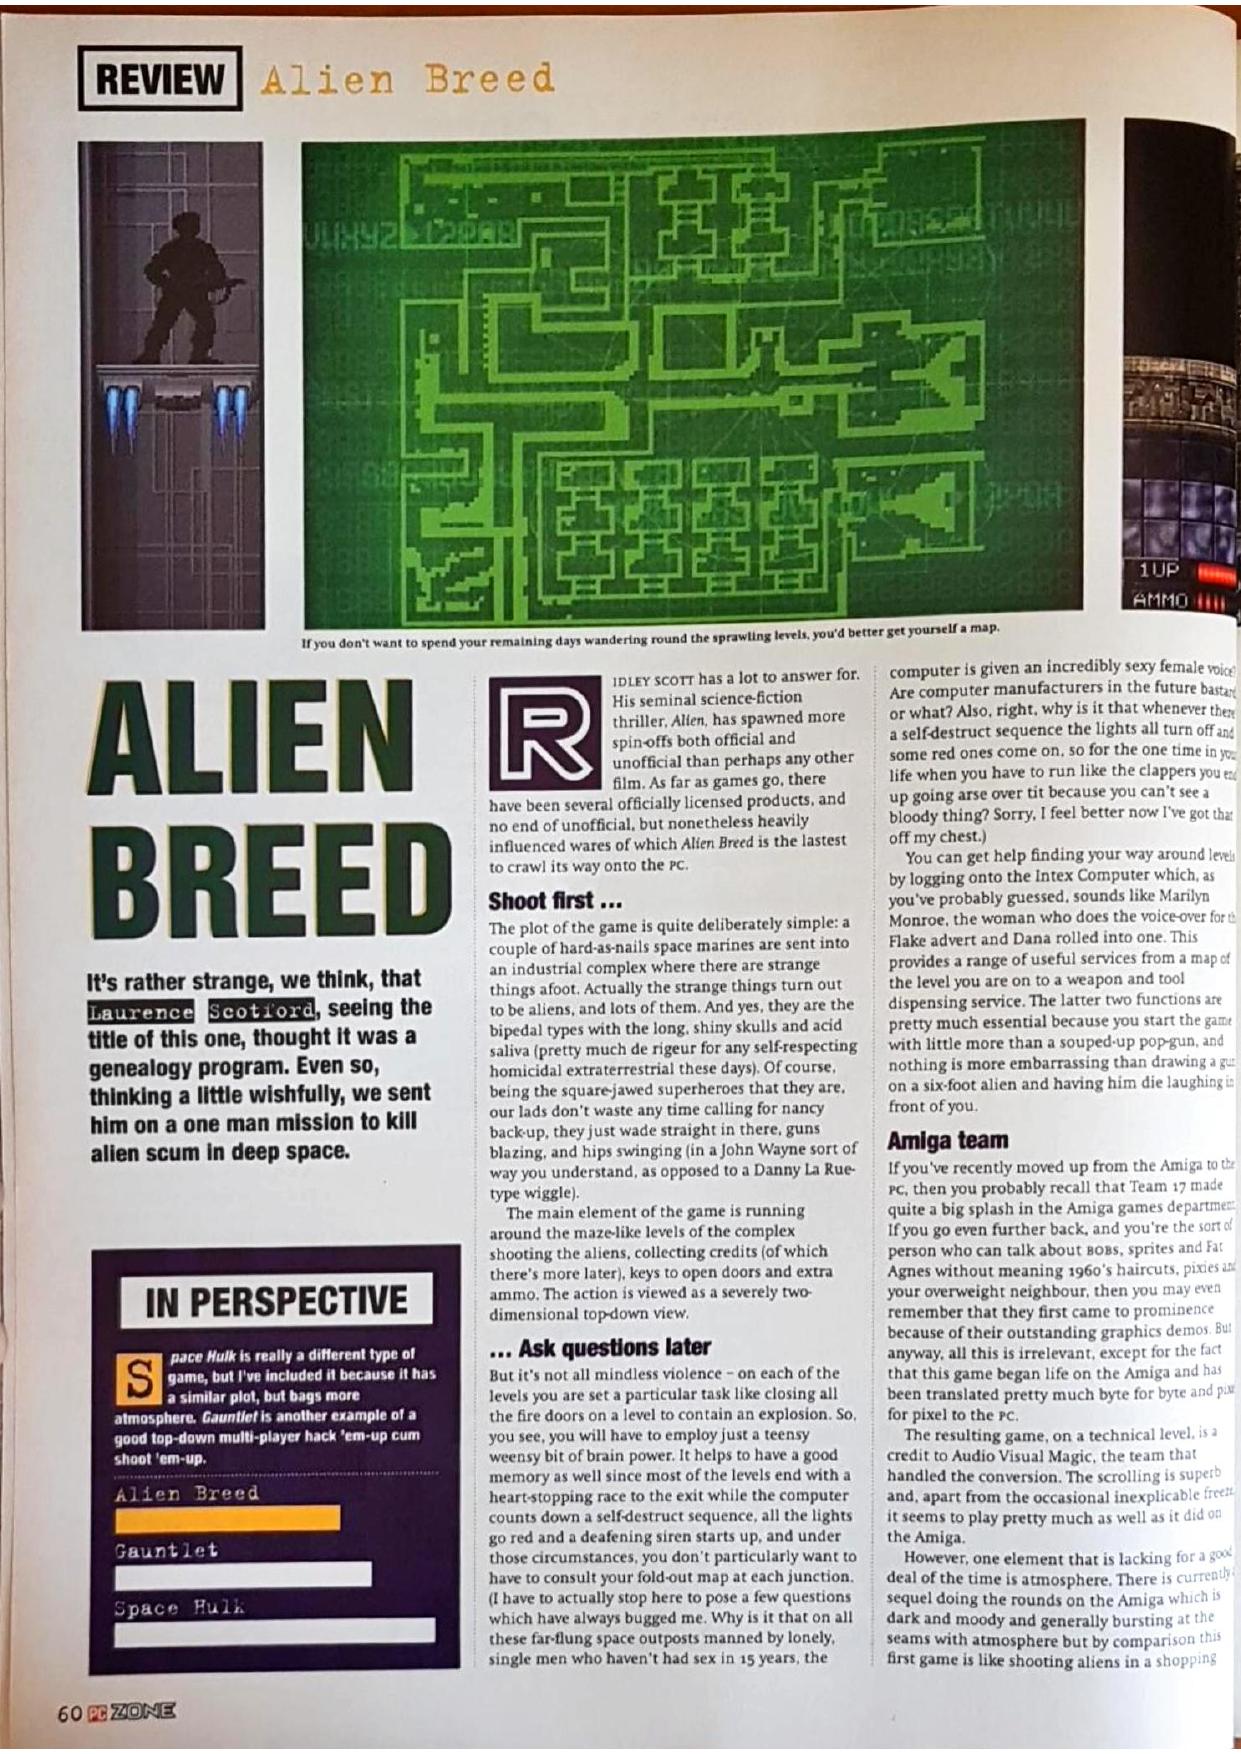 REVIEW Alien Breed
1UP
AMMO
If you don't want to spend your remaining days wandering round the sprawling levels, you'd better get yourself a map.
ALIEN
BREED
It's rather strange, we think, that
Laurence Scotford, seeing the
title of this one, thought it was a
genealogy program. Even so,
thinking a little wishfully, we sent
him on a one man mission to kill
alien scum in deep space.
IN PERSPECTIVE
Space Hulk is really a different type of
game, but I've included it because it has
a similar plot, but bags more
atmosphere. Gauntlet is another example of a
good top-down multi-player hack 'em-up cum
shoot 'em-up.
Alien Breed
Gauntlet
Space Hulk
RIDLEY SCOTT has a lot to answer for.
His seminal science-fiction
thriller, Alien, has spawned more
spin-offs both official and
unofficial than perhaps any other
film. As far as games go, there
have been several officially licensed products, and
no end of unofficial, but nonetheless heavily
influenced wares of which Alien Breed is the lastest
to crawl its way onto the PC.
Shoot first ...
The plot of the game is quite deliberately simple: a
couple of hard-as-nails space marines are sent into
an industrial complex where there are strange
things afoot. Actually the strange things turn out
to be aliens, and lots of them. And yes, they are the
bipedal types with the long, shiny skulls and acid
saliva (pretty much de rigeur for any self-respecting
homicidal extraterrestrial these days). Of course,
being the square-jawed superheroes that they are,
our lads don't waste any time calling for nancy
back-up, they just wade straight in there, guns
blazing, and hips swinging (in a John Wayne sort of
way you understand, as opposed to a Danny La Rue-
type wiggle).
The main element of the game is running
around the maze-like levels of the complex
shooting the aliens, collecting credits (of which
there's more later), keys to open doors and extra
ammo. The action is viewed as a severely two-
dimensional top-down view.
... Ask questions later
But it's not all mindless violence – on each of the
levels you are set a particular task like closing all
the fire doors on a level to contain an explosion. So,
you see, you will have to employ just a teensy
weensy bit of brain power. It helps to have a good
memory as well since most of the levels end with a
heart-stopping race to the exit while the computer
counts down a self-destruct sequence, all the lights
go red and a deafening siren starts up, and under
those circumstances, you don't particularly want to
have to consult your fold-out map at each junction.
(I have to actually stop here to pose a few questions
which have always bugged me. Why is it that on all
these far-flung space outposts manned by lonely,
single men who haven't had sex in 15 years, the
computer is given an incredibly sexy female voice?
Are computer manufacturers in the future bastard
or what? Also, right, why is it that whenever there
a self-destruct sequence the lights all turn off and
some red ones come on, so for the one time in you
life when you have to run like the clappers you end
up going arse over tit because you can't see a
bloody thing? Sorry, I feel better now I've got that
off my chest.)
You can get help finding your way around levels
by logging onto the Intex Computer which, as
you've probably guessed, sounds like Marilyn
Monroe, the woman who does the voice-over for th
Flake advert and Dana rolled into one. This
provides a range of useful services from a map of
the level you are on to a weapon and tool
dispensing service. The latter two functions are
pretty much essential because you start the game
with little more than a souped-up pop-gun, and
nothing is more embarrassing than drawing a gun
on a six-foot alien and having him die laughing in
front of you.
Amiga team
If you've recently moved up from the Amiga to the
PC, then you probably recall that Team 17 made
quite a big splash in the Amiga games department.
If you go even further back, and you're the sort of
person who can talk about BOBS, sprites and Fat
Agnes without meaning 1960's haircuts, pixies and
your overweight neighbour, then you may even
remember that they first came to prominence
because of their outstanding graphics demos. But
anyway, all this is irrelevant, except for the fact
that this game began life on the Amiga and has
been translated pretty much byte for byte and pix
for pixel to the PC.
The resulting game, on a technical level, is a
credit to Audio Visual Magic, the team that
handled the conversion. The scrolling is superb
and, apart from the occasional inexplicable freeze,
it seems to play pretty much as well as it did on
the Amiga.
However, one element that is lacking for a good
deal of the time is atmosphere. There is currently a
sequel doing the rounds on the Amiga which is
dark and moody and generally bursting at the
seams with atmosphere but by comparison this
first game is like shooting aliens in a shopping
60 PC ZONE